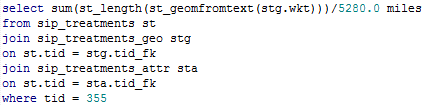 select sum(st_length(st_geomfromtext(stg.wkt)))/5280.0 miles
from sip_treatments st
join sip_treatments_geo stg
on st.tid = stg.tid_fk
join sip_treatments_attr sta
on st.tid = sta.tid_fk
where tid = 355